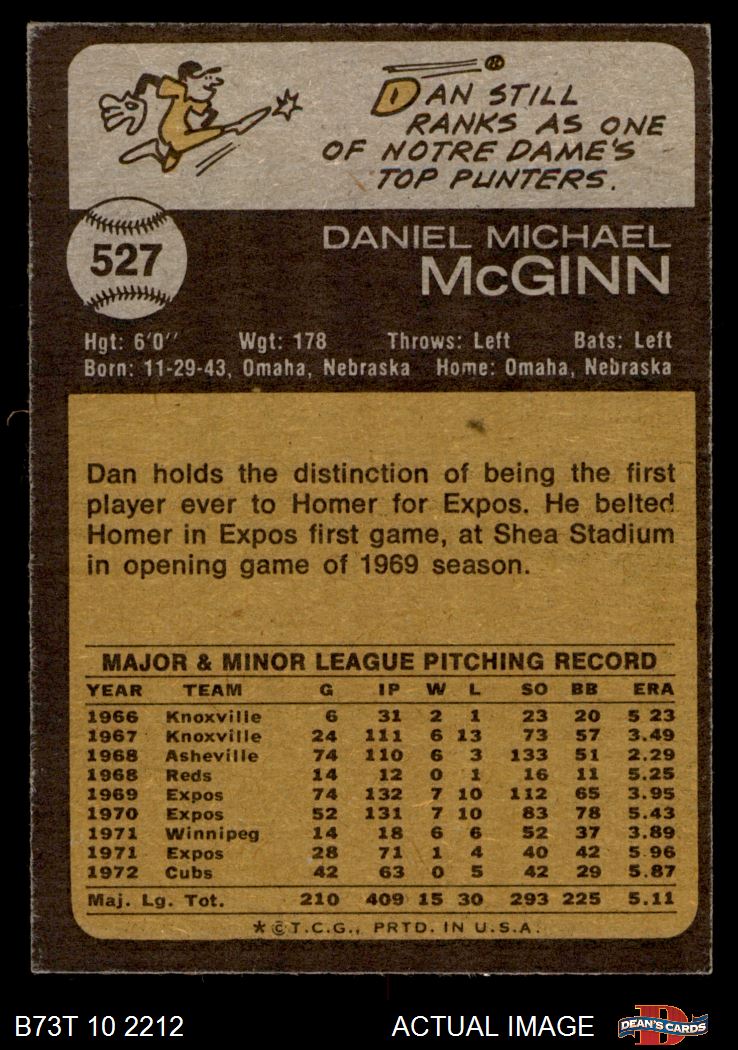 DAN STILL
RANKS AS ONE
OF NOTRE DAME'S
TOP PUNTERS.
527
DANIEL MICHAEL
McGINN
Hgt: 6'0'' Wgt: 178 Throws: Left Bats: Left
Born: 11-29-43, Omaha, Nebraska Home: Omaha, Nebraska
Dan holds the distinction of being the first
player ever to Homer for Expos. He belted
Homer in Expos first game, at Shea Stadium
in opening game of 1969 season.
MAJOR & MINOR LEAGUE PITCHING RECORD
YEAR TEAM G IP W L SO BB ERA
1966 Knoxville 6 31 2 1 23 20 5 23
1967 Knoxville 24 111 6 13 73 57 3.49
1968 Asheville 74 110 6 3 133 51 2.29
1968 Reds 14 12 0 1 16 11 5.25
1969 Expos 74 132 7 10 112 65 3.95
1970 Expos 52 131 7 10 83 78 5.43
1971 Winnipeg 14 18 6 6 52 37 3.89
1971 Expos 28 71 1 4 40 42 5.96
1972 Cubs 42 63 0 5 42 29 5.87
Maj. Lg. Tot. 210 409 15 30 293 225 5.11
*©T.C.G., PRTD. IN U.S.A.
B73T 10 2212 ACTUAL IMAGE
D
DEAN'S CARDS